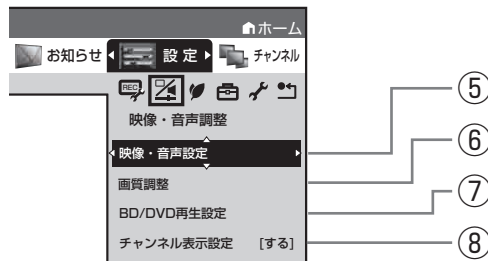 ホーム
お知らせ 設定 チャンネル
REC
映像・音声調整
映像・音声設定 ⑤
画質調整 ⑥
BD/DVD再生設定 ⑦
チャンネル表示設定 [する] ⑧